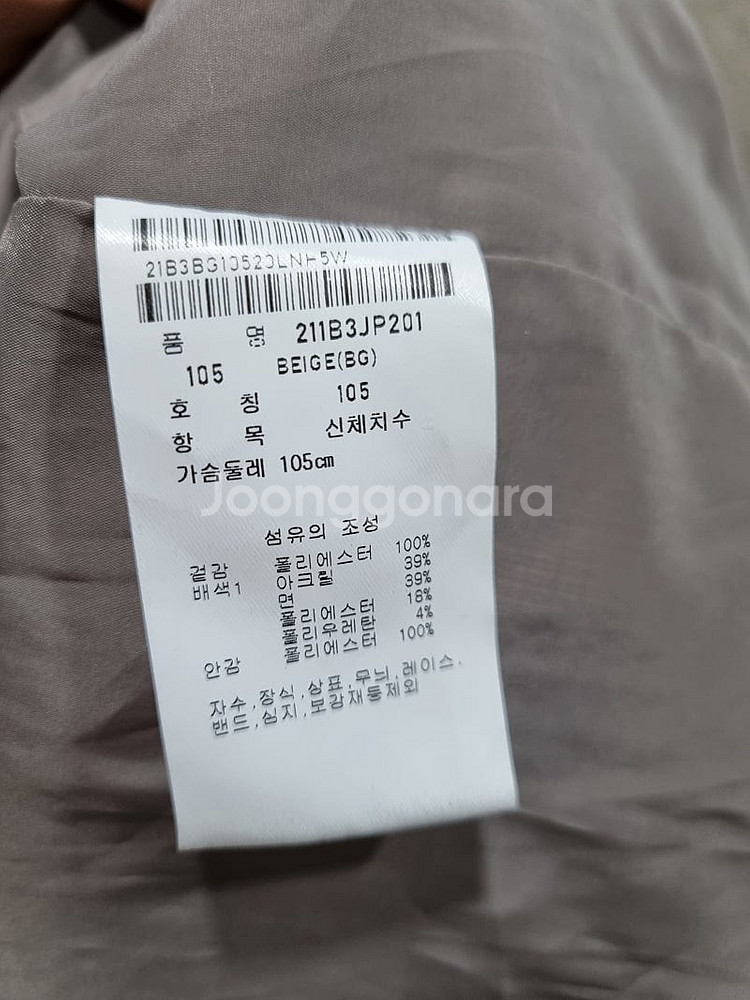 21B3BG10520LNH5W
품 명 211B3JP201
105 BEIGE(BG)
호 칭 105
항 목 신체치수
가슴둘레 105cm
Joonggonara
섬유의 조성
겉감 폴리에스터 100%
배색1 아크릴 39%
면 39%
폴리에스터 18%
폴리우레탄 4%
안감 폴리에스터 100%
자수,장식,상표,무늬,레이스.
밴드,심지,보강재등제외